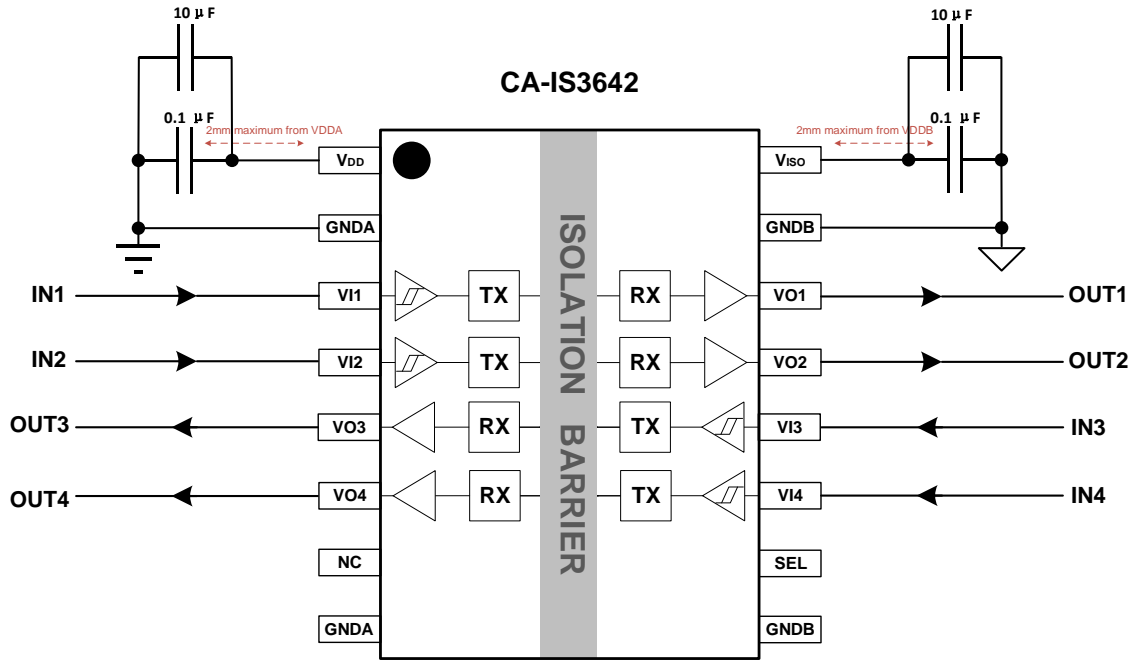 10 μF
10 μF
CA-IS3642
0.1 μF
2mm maximum from VDDA
2mm maximum from VDDB
0.1 μF
VDD
VISO
GNDA
GNDB
ISOLATION BARRIER
IN1
VI1
TX
RX
VO1
OUT1
IN2
VI2
TX
RX
VO2
OUT2
OUT3
VO3
RX
TX
VI3
IN3
OUT4
VO4
RX
TX
VI4
IN4
NC
SEL
GNDA
GNDB